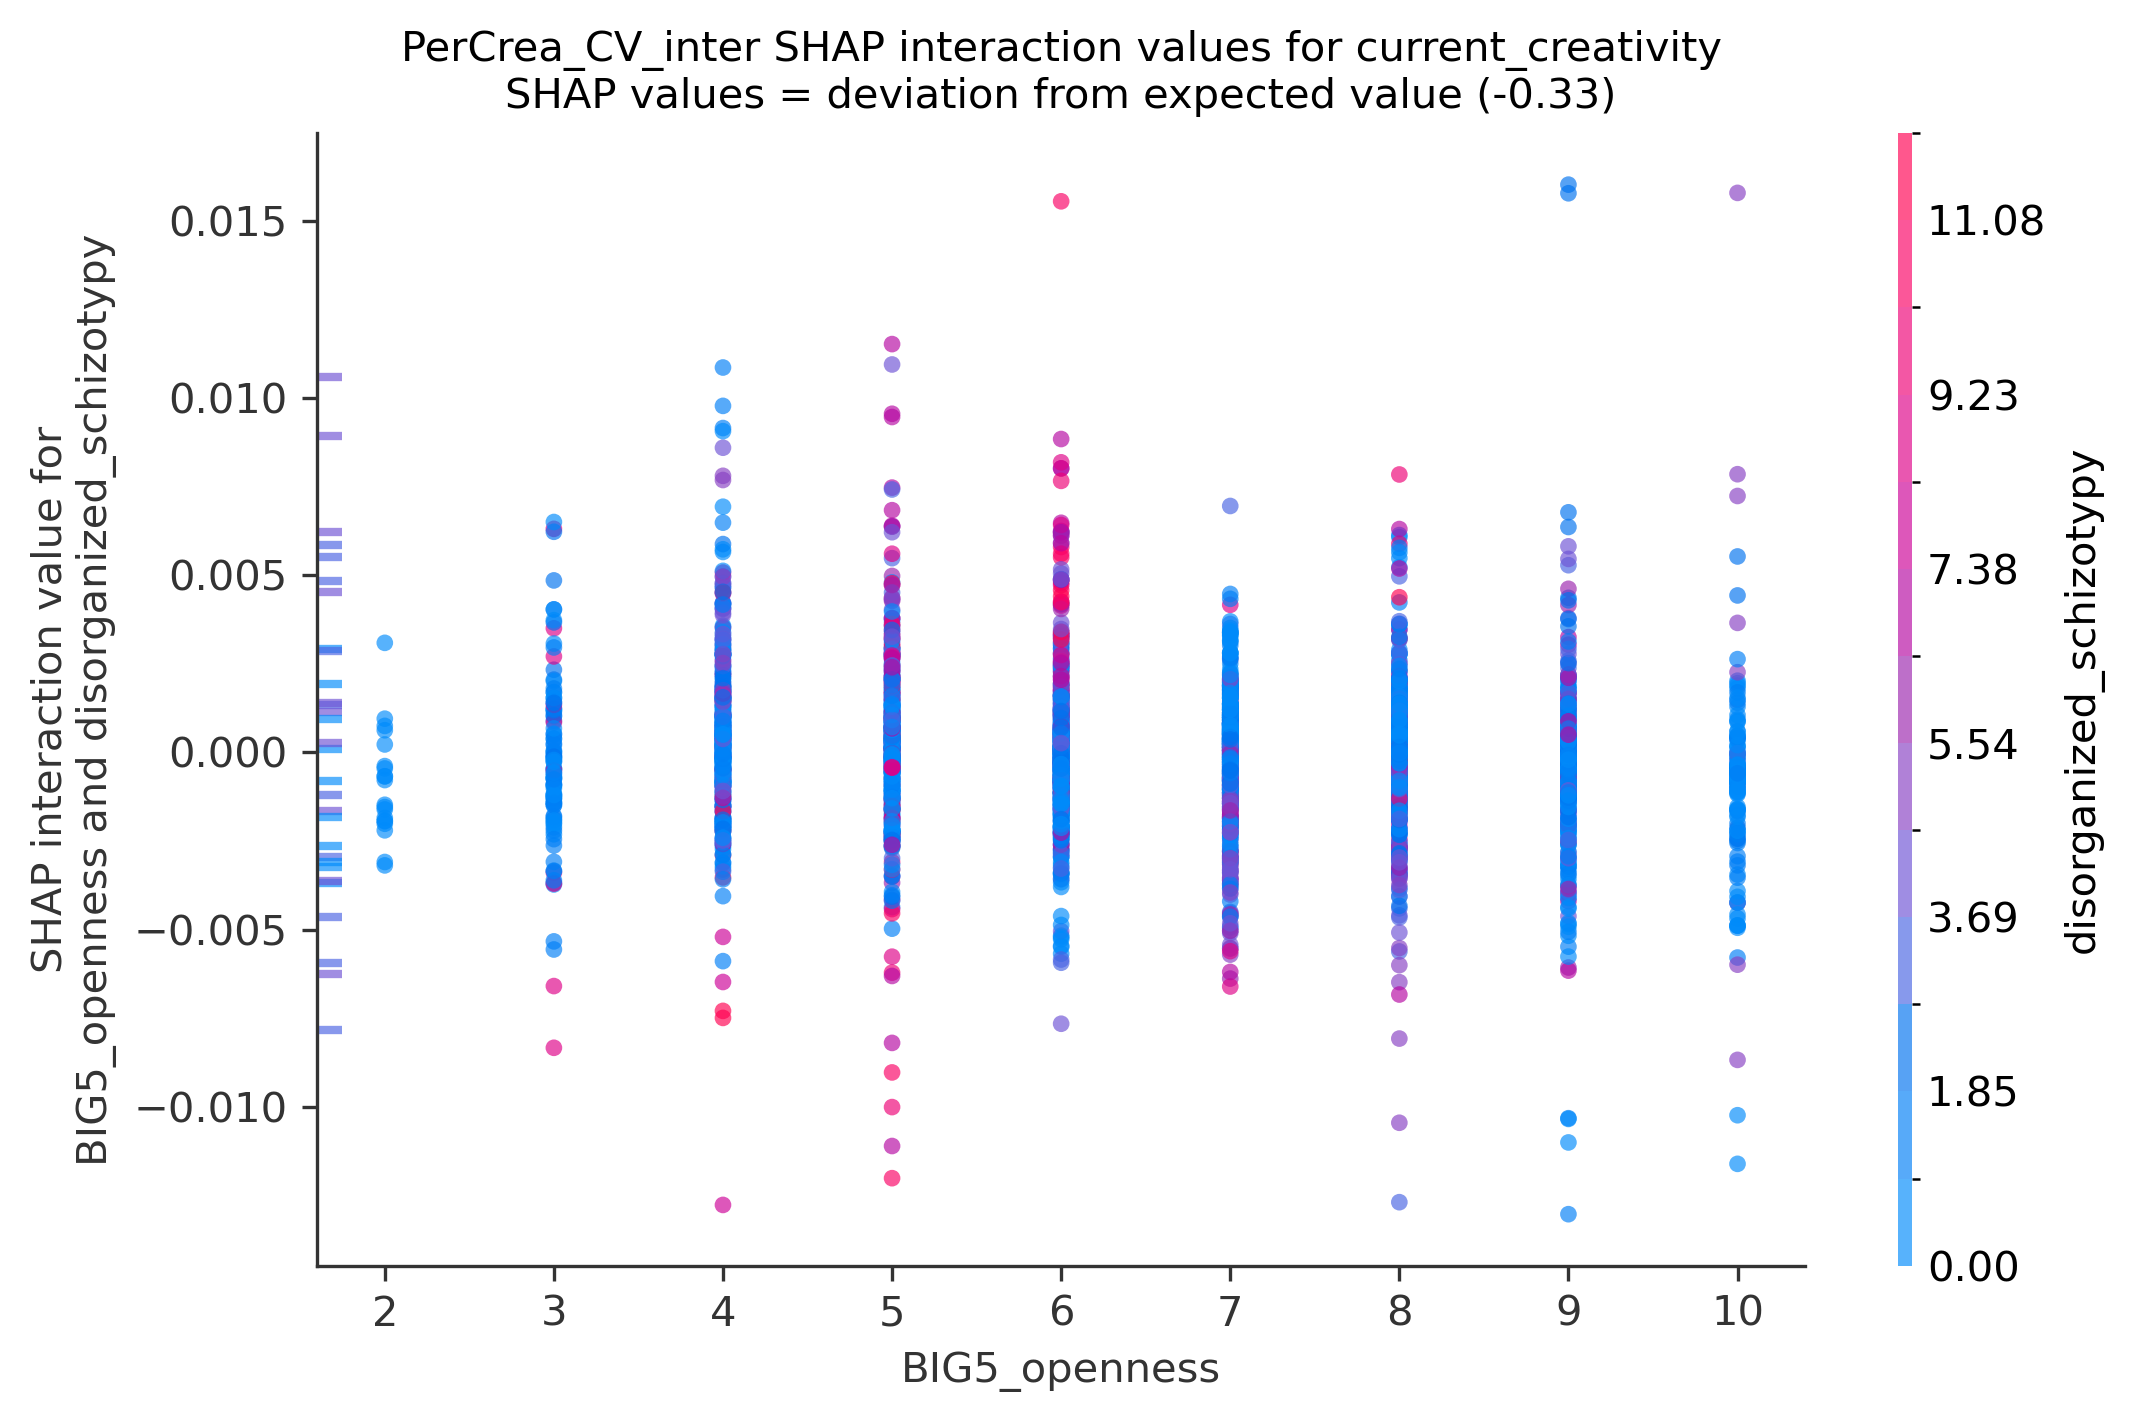 PerCrea_CV_inter SHAP interaction values for current_creativity
SHAP values = deviation from expected value (-0.33)
SHAP interaction value for
BIG5_openness and disorganized_schizotypy
0.015
0.010
0.005
0.000
−0.005
−0.010
2 3 4 5 6 7 8 9 10
BIG5_openness
11.08
9.23
7.38
5.54
3.69
1.85
0.00
disorganized_schizotypy